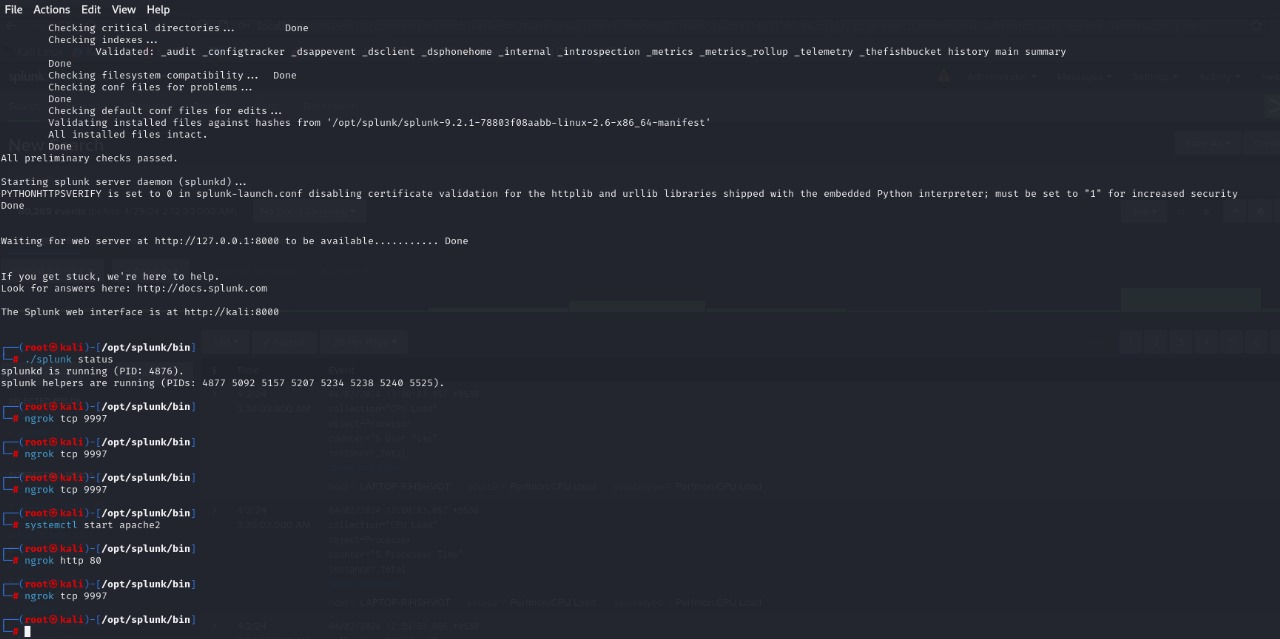 File Actions Edit View Help
Checking critical directories... Done
Checking indexes...
Validated: _audit _configtracker _dsappevent _dsclient _dsphonehome _internal _introspection _metrics _metrics_rollup _telemetry _thefishbucket history main summary
Done
Checking filesystem compatibility... Done
Checking conf files for problems...
Done
Checking default conf files for edits...
Validating installed files against hashes from '/opt/splunk/splunk-9.2.1-78803f08aabb-linux-2.6-x86_64-manifest'
All installed files intact.
Done
All preliminary checks passed.
Starting splunk server daemon (splunkd)...
PYTHONHTTPSVERIFY is set to 0 in splunk-launch.conf disabling certificate validation for the httplib and urllib libraries shipped with the embedded Python interpreter; must be set to "1" for increased security
Done
Waiting for web server at http://127.0.0.1:8000 to be available........... Done
If you get stuck, we're here to help.
Look for answers here: http://docs.splunk.com
The Splunk web interface is at http://kali:8000
┌──(root㉿kali)-[/opt/splunk/bin]
└─# ./splunk status
splunkd is running (PID: 4876).
splunk helpers are running (PIDs: 4877 5092 5157 5207 5234 5238 5240 5525).
┌──(root㉿kali)-[/opt/splunk/bin]
└─# ngrok tcp 9997
┌──(root㉿kali)-[/opt/splunk/bin]
└─# ngrok tcp 9997
┌──(root㉿kali)-[/opt/splunk/bin]
└─# ngrok tcp 9997
┌──(root㉿kali)-[/opt/splunk/bin]
└─# systemctl start apache2
┌──(root㉿kali)-[/opt/splunk/bin]
└─# ngrok http 80
┌──(root㉿kali)-[/opt/splunk/bin]
└─# ngrok tcp 9997
┌──(root㉿kali)-[/opt/splunk/bin]
└─#